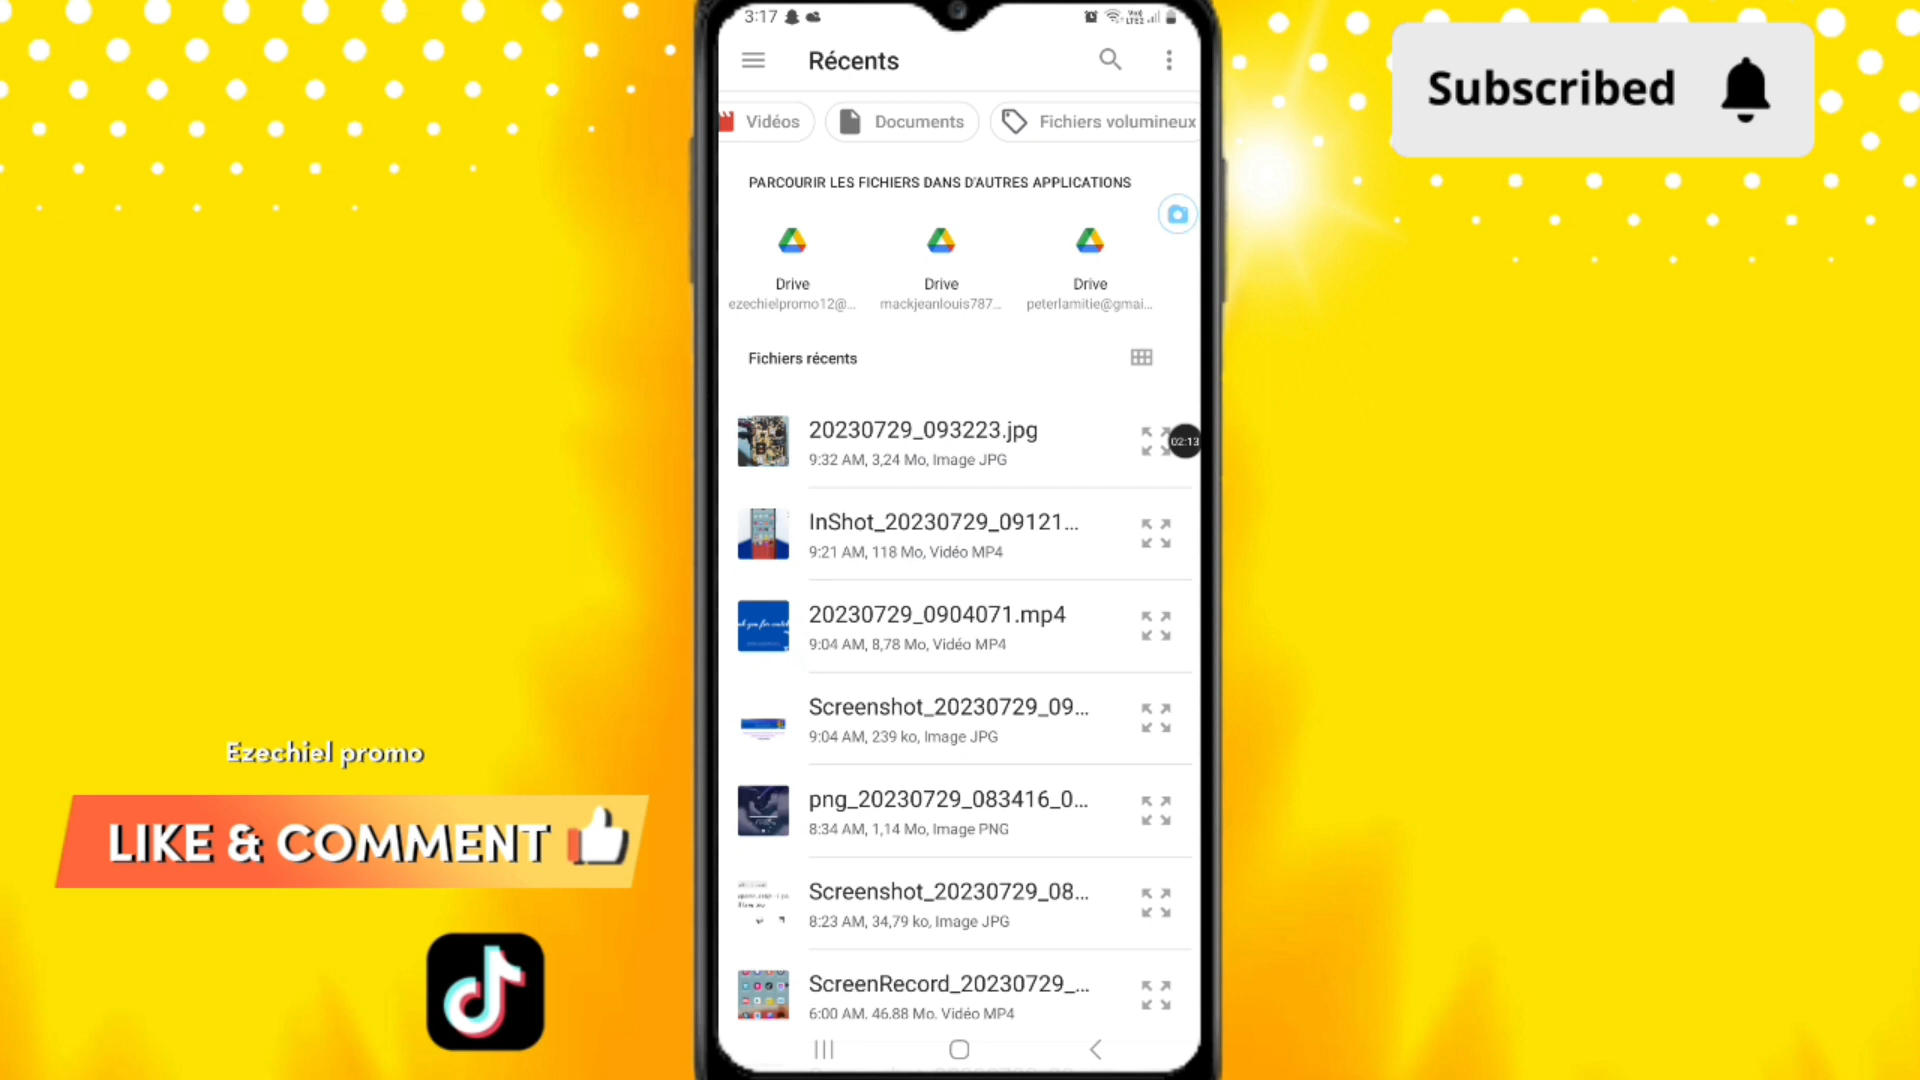 3:17
Récents
Subscribed
Vidéos
Documents
Fichiers volumineux
PARCOURIR LES FICHIERS DANS D'AUTRES APPLICATIONS
Drive
Drive
Drive
ezechielpromo12@...
mackjeanlouis787...
peterlamitie@gmai...
Fichiers récents
20230729_093223.jpg
9:32 AM, 3,24 Mo, Image JPG
02:13
InShot_20230729_09121...
9:21 AM, 118 Mo, Vidéo MP4
20230729_0904071.mp4
9:04 AM, 8,78 Mo, Vidéo MP4
Screenshot_20230729_09...
9:04 AM, 239 ko, Image JPG
png_20230729_083416_0...
8:34 AM, 1,14 Mo, Image PNG
Screenshot_20230729_08...
8:23 AM, 34,79 ko, Image JPG
ScreenRecord_20230729_...
6:00 AM, 46,88 Mo, Vidéo MP4
Ezechiel promo
LIKE & COMMENT